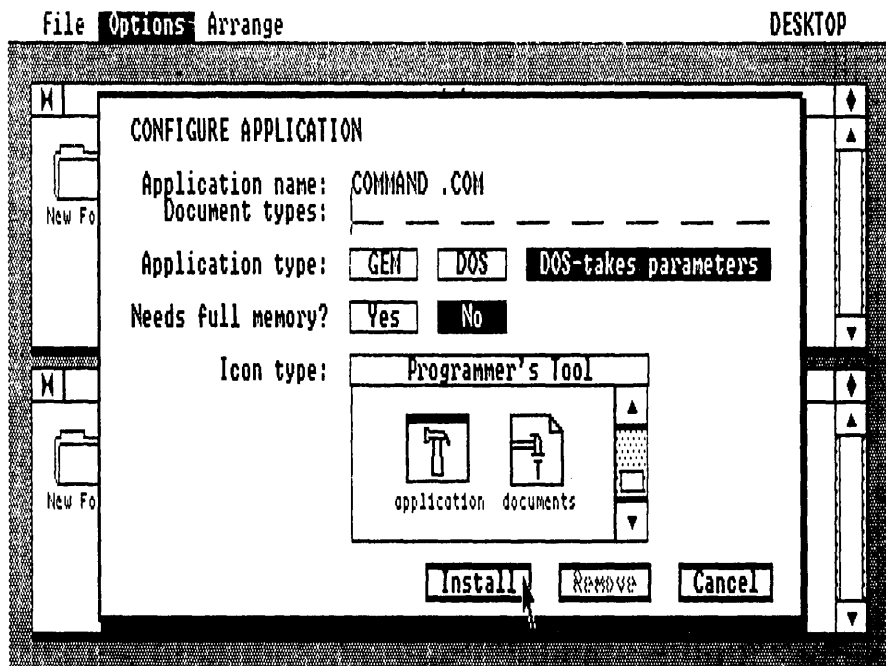 File Options Arrange DESKTOP
CONFIGURE APPLICATION
Application name: COMMAND .COM
Document types:
Application type: GEM DOS DOS-takes parameters
Needs full memory? Yes No
Icon type: Programmer's Tool
New Fo
application documents
New Fo
Install Remove Cancel